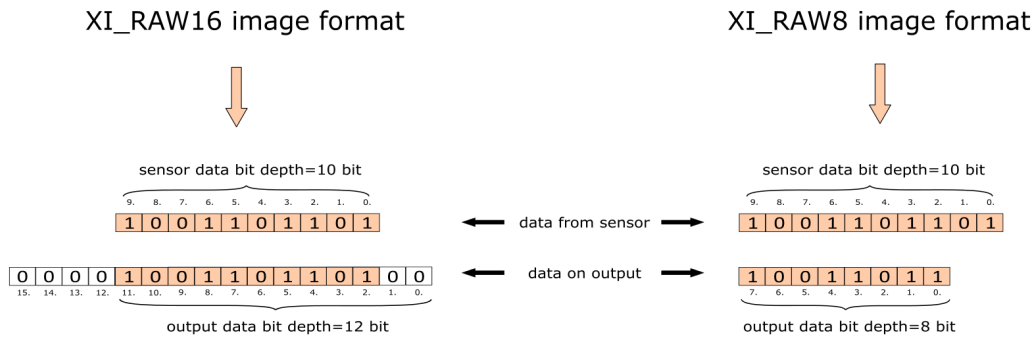 XI_RAW16 image format
sensor data bit depth=10 bit
9. 8. 7. 6. 5. 4. 3. 2. 1. 0.
1 0 0 1 1 0 1 1 0 1
0 0 0 0 1 0 0 1 1 0 1 1 0 1 0 0
15. 14. 13. 12. 11. 10. 9. 8. 7. 6. 5. 4. 3. 2. 1. 0.
output data bit depth=12 bit
data from sensor
data on output
XI_RAW8 image format
sensor data bit depth=10 bit
9. 8. 7. 6. 5. 4. 3. 2. 1. 0.
1 0 0 1 1 0 1 1 0 1
1 0 0 1 1 0 1 1
7. 6. 5. 4. 3. 2. 1. 0.
output data bit depth=8 bit